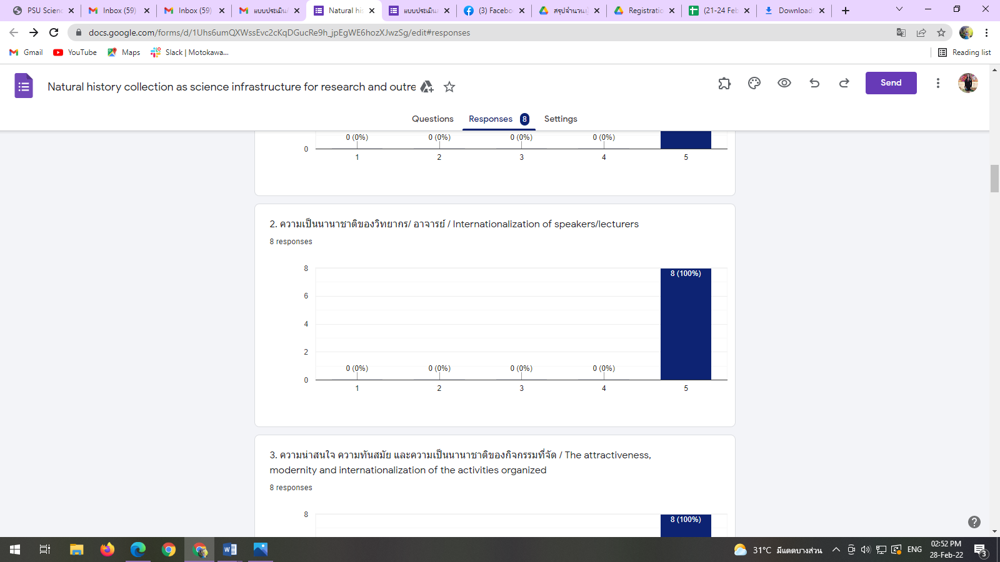 PSU Scienc
Inbox (59)
Inbox (59)
แบบประเมิน
Natural his
แบบประเมิน
(3) Facebo
สรุปจำนวนผู้
Registratio
(21-24 Feb
Download
docs.google.com/forms/d/1Uhs6umQXWssEvc2cKqDGucRe9h_jpEgWE6hozXJwzSg/edit#responses
Gmail
YouTube
Maps
Slack | Motokawa...
Reading list
Natural history collection as science infrastructure for research and outre
Send
Questions
Responses 8
Settings
0 (0%) 0 (0%) 0 (0%) 0 (0%)
0
1 2 3 4 5
2. ความเป็นนานาชาติของวิทยากร/ อาจารย์ / Internationalization of speakers/lecturers
8 responses
8
8 (100%)
6
4
2
0 (0%) 0 (0%) 0 (0%) 0 (0%)
0
1 2 3 4 5
3. ความน่าสนใจ ความทันสมัย และความเป็นนานาชาติของกิจกรรมที่จัด / The attractiveness,
modernity and internationalization of the activities organized
8 responses
8
8 (100%)
31°C มีแดดบางส่วน
ENG
02:52 PM
28-Feb-22
3